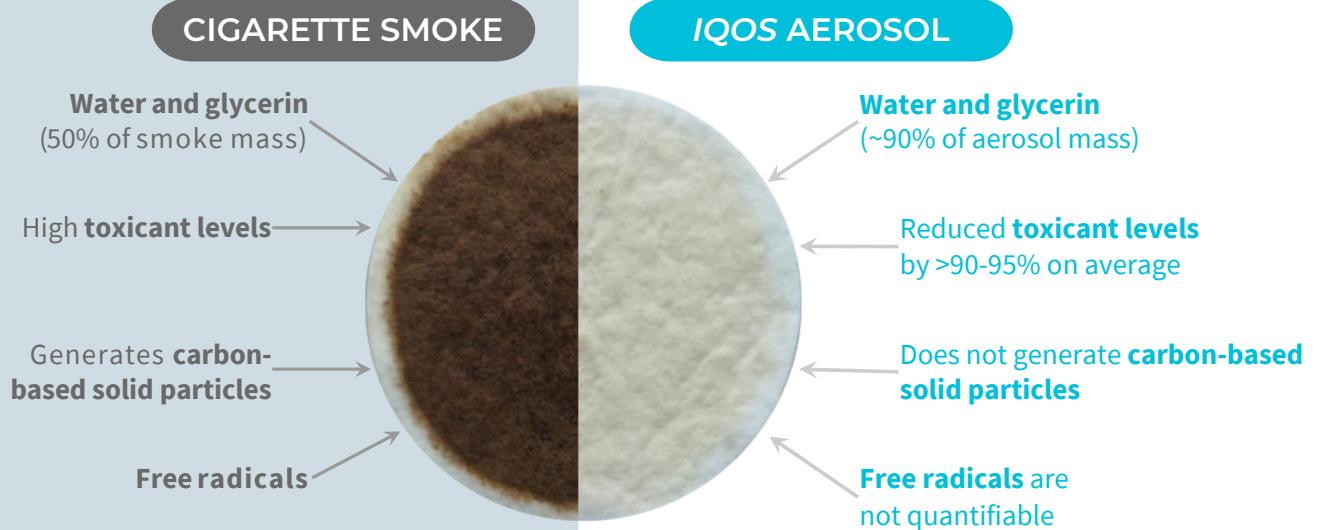 CIGARETTE SMOKE
Water and glycerin
(50% of smoke mass)
High toxicant levels
Generates carbon-
based solid particles
Free radicals
IQOS AEROSOL
Water and glycerin
(~90% of aerosol mass)
Reduced toxicant levels
by >90-95% on average
Does not generate carbon-based
solid particles
Free radicals are
not quantifiable